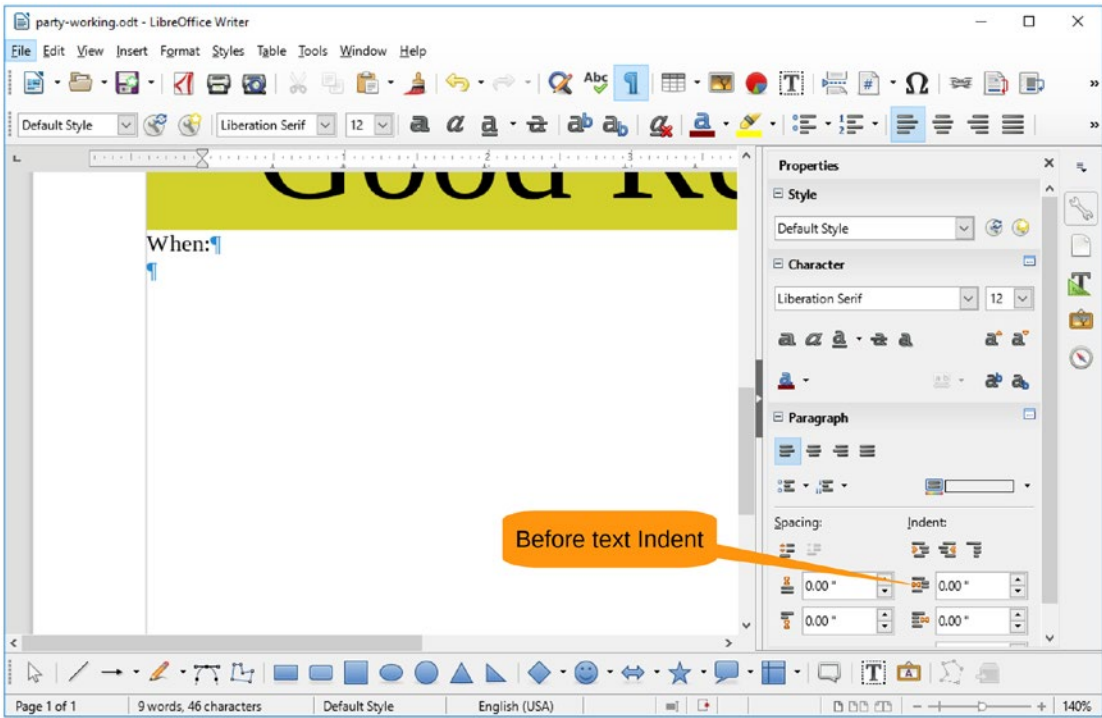 party-working.odt - LibreOffice Writer
File Edit View Insert Format Styles Table Tools Window Help
Default Style Liberation Serif 12
Good
When:¶
¶
Properties
Style
Default Style
Character
Liberation Serif 12
Paragraph
Spacing: Indent:
Before text Indent
0.00 " 0.00 "
0.00 " 0.00 "
Page 1 of 1 9 words, 46 characters Default Style English (USA) 140%